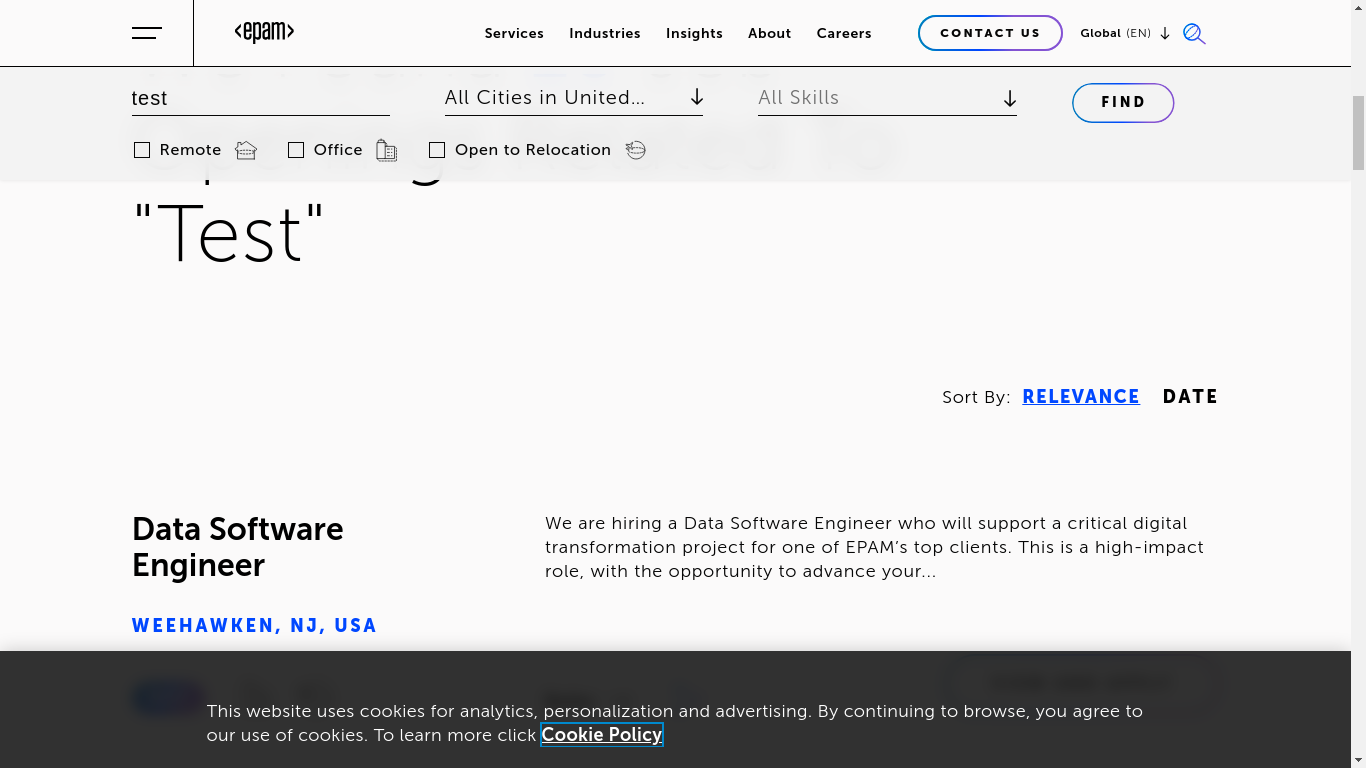 <epam>
Services Industries Insights About Careers CONTACT US Global (EN)
test All Cities in United... All Skills FIND
Remote Office Open to Relocation
"Test"
Sort By: RELEVANCE DATE
Data Software
Engineer
We are hiring a Data Software Engineer who will support a critical digital
transformation project for one of EPAM’s top clients. This is a high-impact
role, with the opportunity to advance your...
WEEHAWKEN, NJ, USA
This website uses cookies for analytics, personalization and advertising. By continuing to browse, you agree to
our use of cookies. To learn more click Cookie Policy